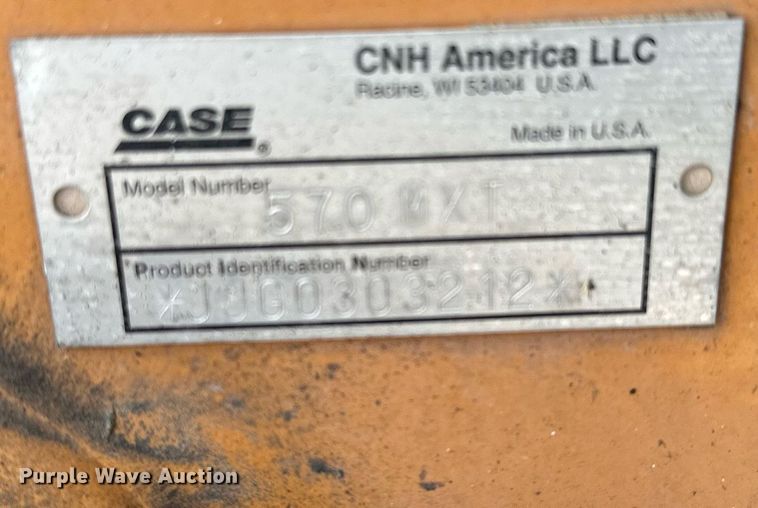 CNH America LLC
Racine, WI 53404 U.S.A.
CASE®
Made in U.S.A.
Model Number
570 MXT
Product Identification Number
*JJG0303212*
Purple Wave Auction